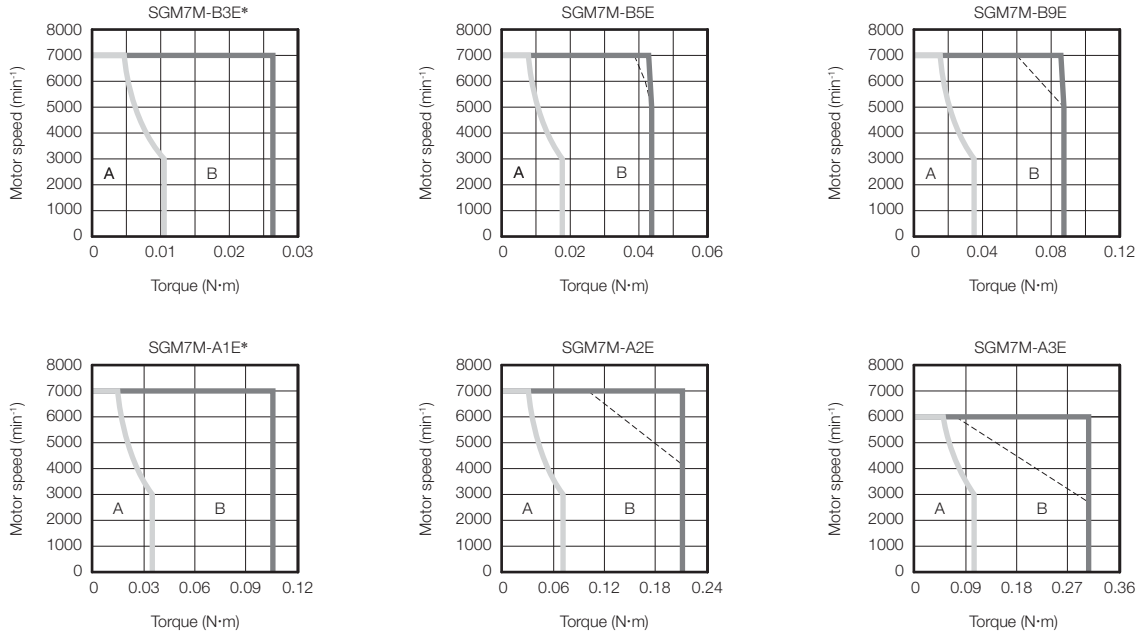 SGM7M-B3E*
8000
7000
6000
5000
4000
3000
2000
1000
0
Motor speed (min⁻¹)
A
B
0 0.01 0.02 0.03
Torque (N·m)
SGM7M-B5E
8000
7000
6000
5000
4000
3000
2000
1000
0
Motor speed (min⁻¹)
A
B
0 0.02 0.04 0.06
Torque (N·m)
SGM7M-B9E
8000
7000
6000
5000
4000
3000
2000
1000
0
Motor speed (min⁻¹)
A
B
0 0.04 0.08 0.12
Torque (N·m)
SGM7M-A1E*
8000
7000
6000
5000
4000
3000
2000
1000
0
Motor speed (min⁻¹)
A
B
0 0.03 0.06 0.09 0.12
Torque (N·m)
SGM7M-A2E
8000
7000
6000
5000
4000
3000
2000
1000
0
Motor speed (min⁻¹)
A
B
0 0.06 0.12 0.18 0.24
Torque (N·m)
SGM7M-A3E
8000
7000
6000
5000
4000
3000
2000
1000
0
Motor speed (min⁻¹)
A
B
0 0.09 0.18 0.27 0.36
Torque (N·m)